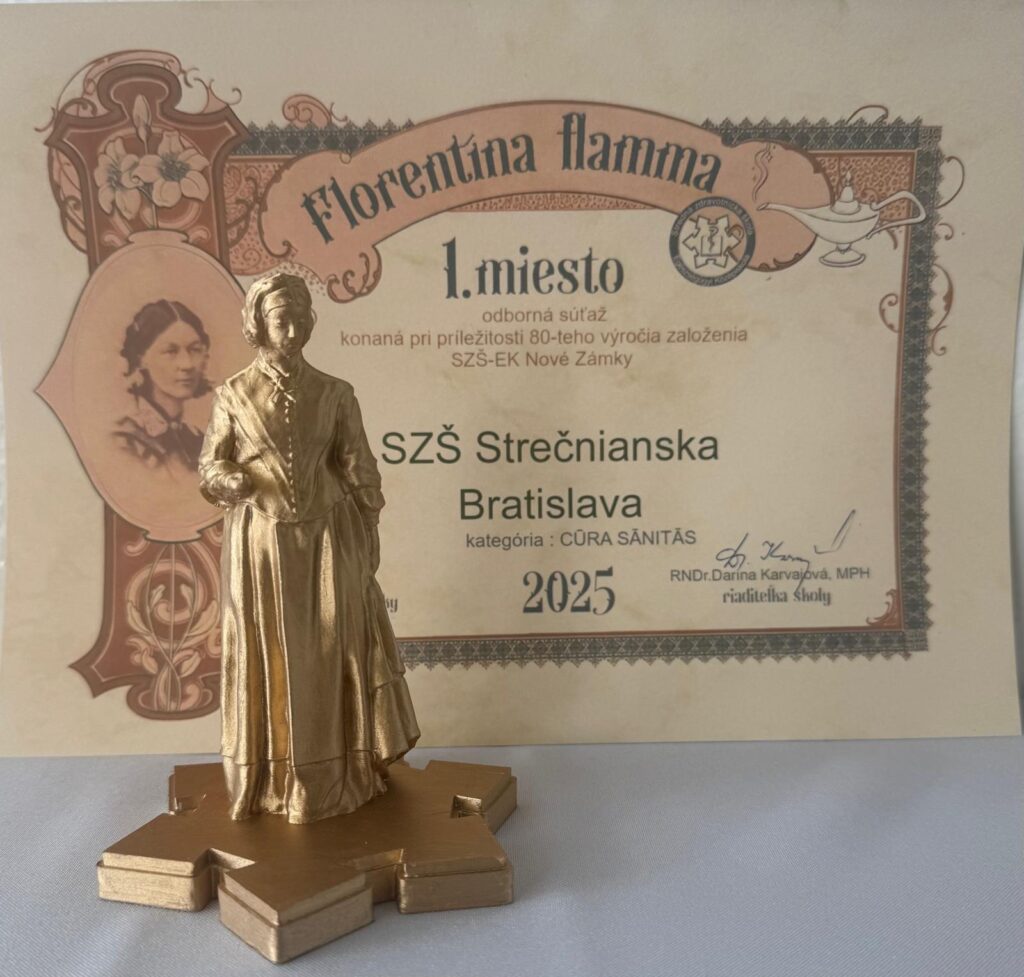 Florentína flamma
1.miesto
odborná súťaž
konaná pri príležitosti 80-teho výročia založenia
SZŠ-EK Nové Zámky
SZŠ Strečnianska
Bratislava
kategória : CŪRA SĀNITĀS
2025
RNDr.Darina Karvajová, MPH
riaditeľka školy